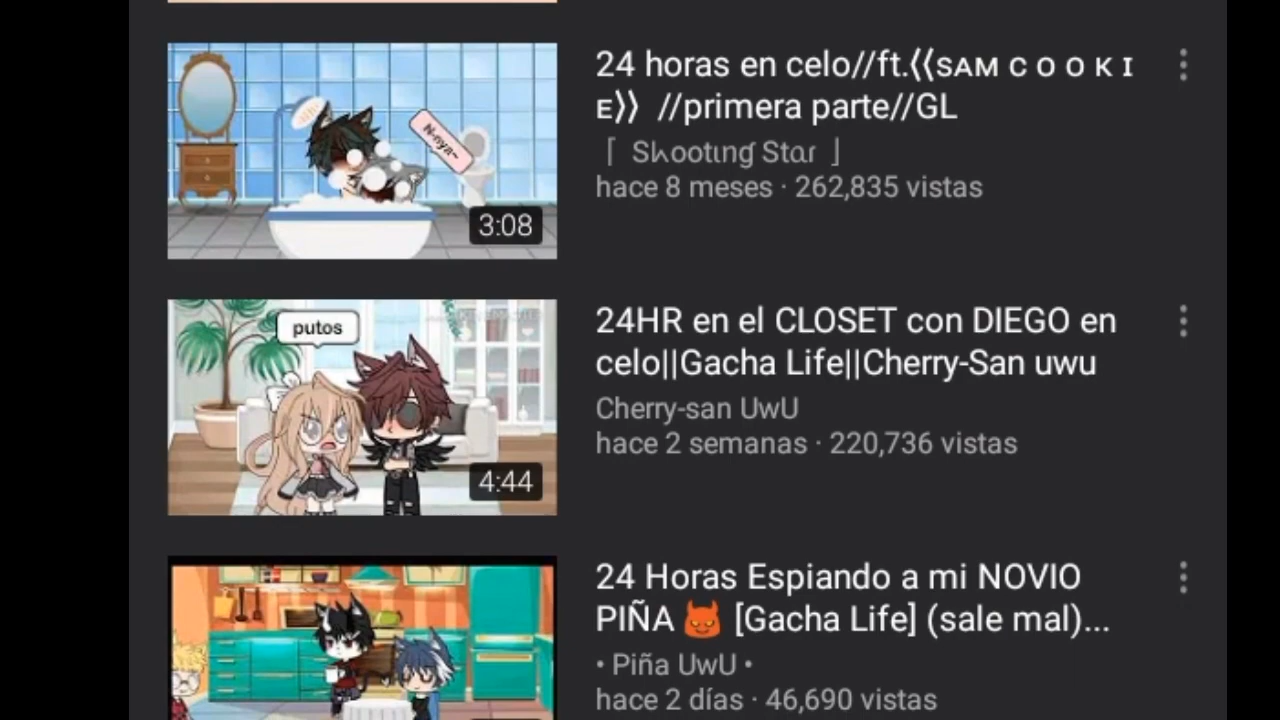 24 horas en celo//ft.⟨⟨sᴀᴍ ᴄ ᴏ ᴏ ᴋ ɪ
ᴇ⟩⟩ //primera parte//GL
「 Shooting Star 」
hace 8 meses · 262,835 vistas
N-nya~
3:08
24HR en el CLOSET con DIEGO en
celo||Gacha Life||Cherry-San uwu
Cherry-san UwU
hace 2 semanas · 220,736 vistas
putos
4:44
24 Horas Espiando a mi NOVIO
PIÑA 👿 [Gacha Life] (sale mal)...
• Piña UwU •
hace 2 días · 46,690 vistas